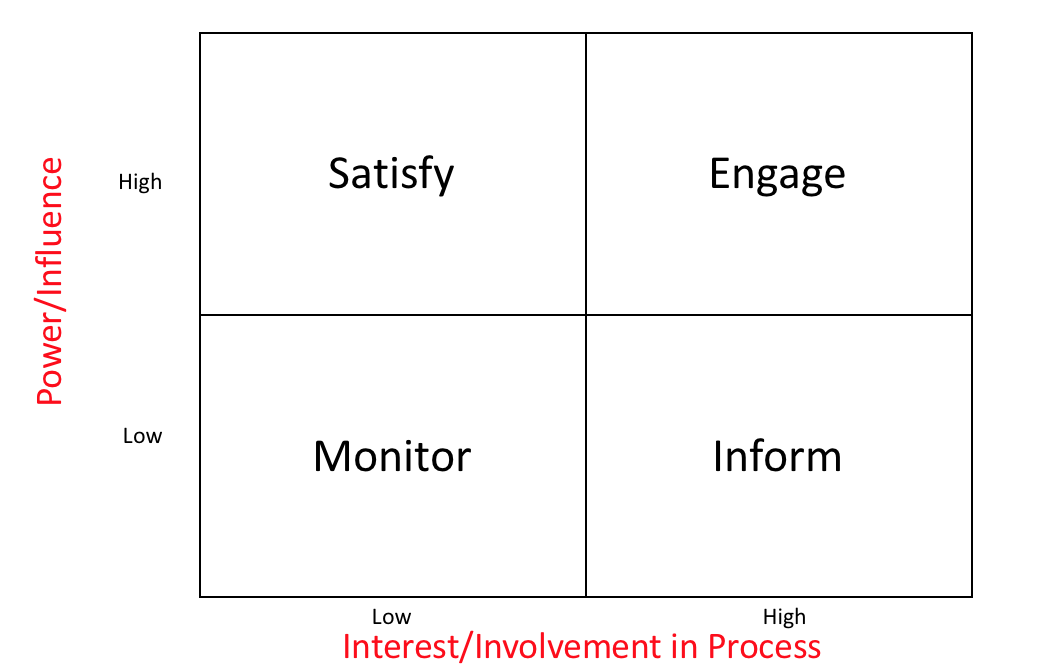 Power/Influence
High
Satisfy
Engage
Low
Monitor
Inform
Low
High
Interest/Involvement in Process